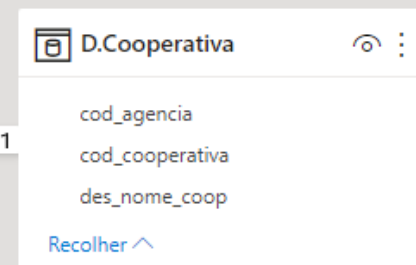 D.Cooperativa
cod_agencia
1
cod_cooperativa
des_nome_coop
Recolher